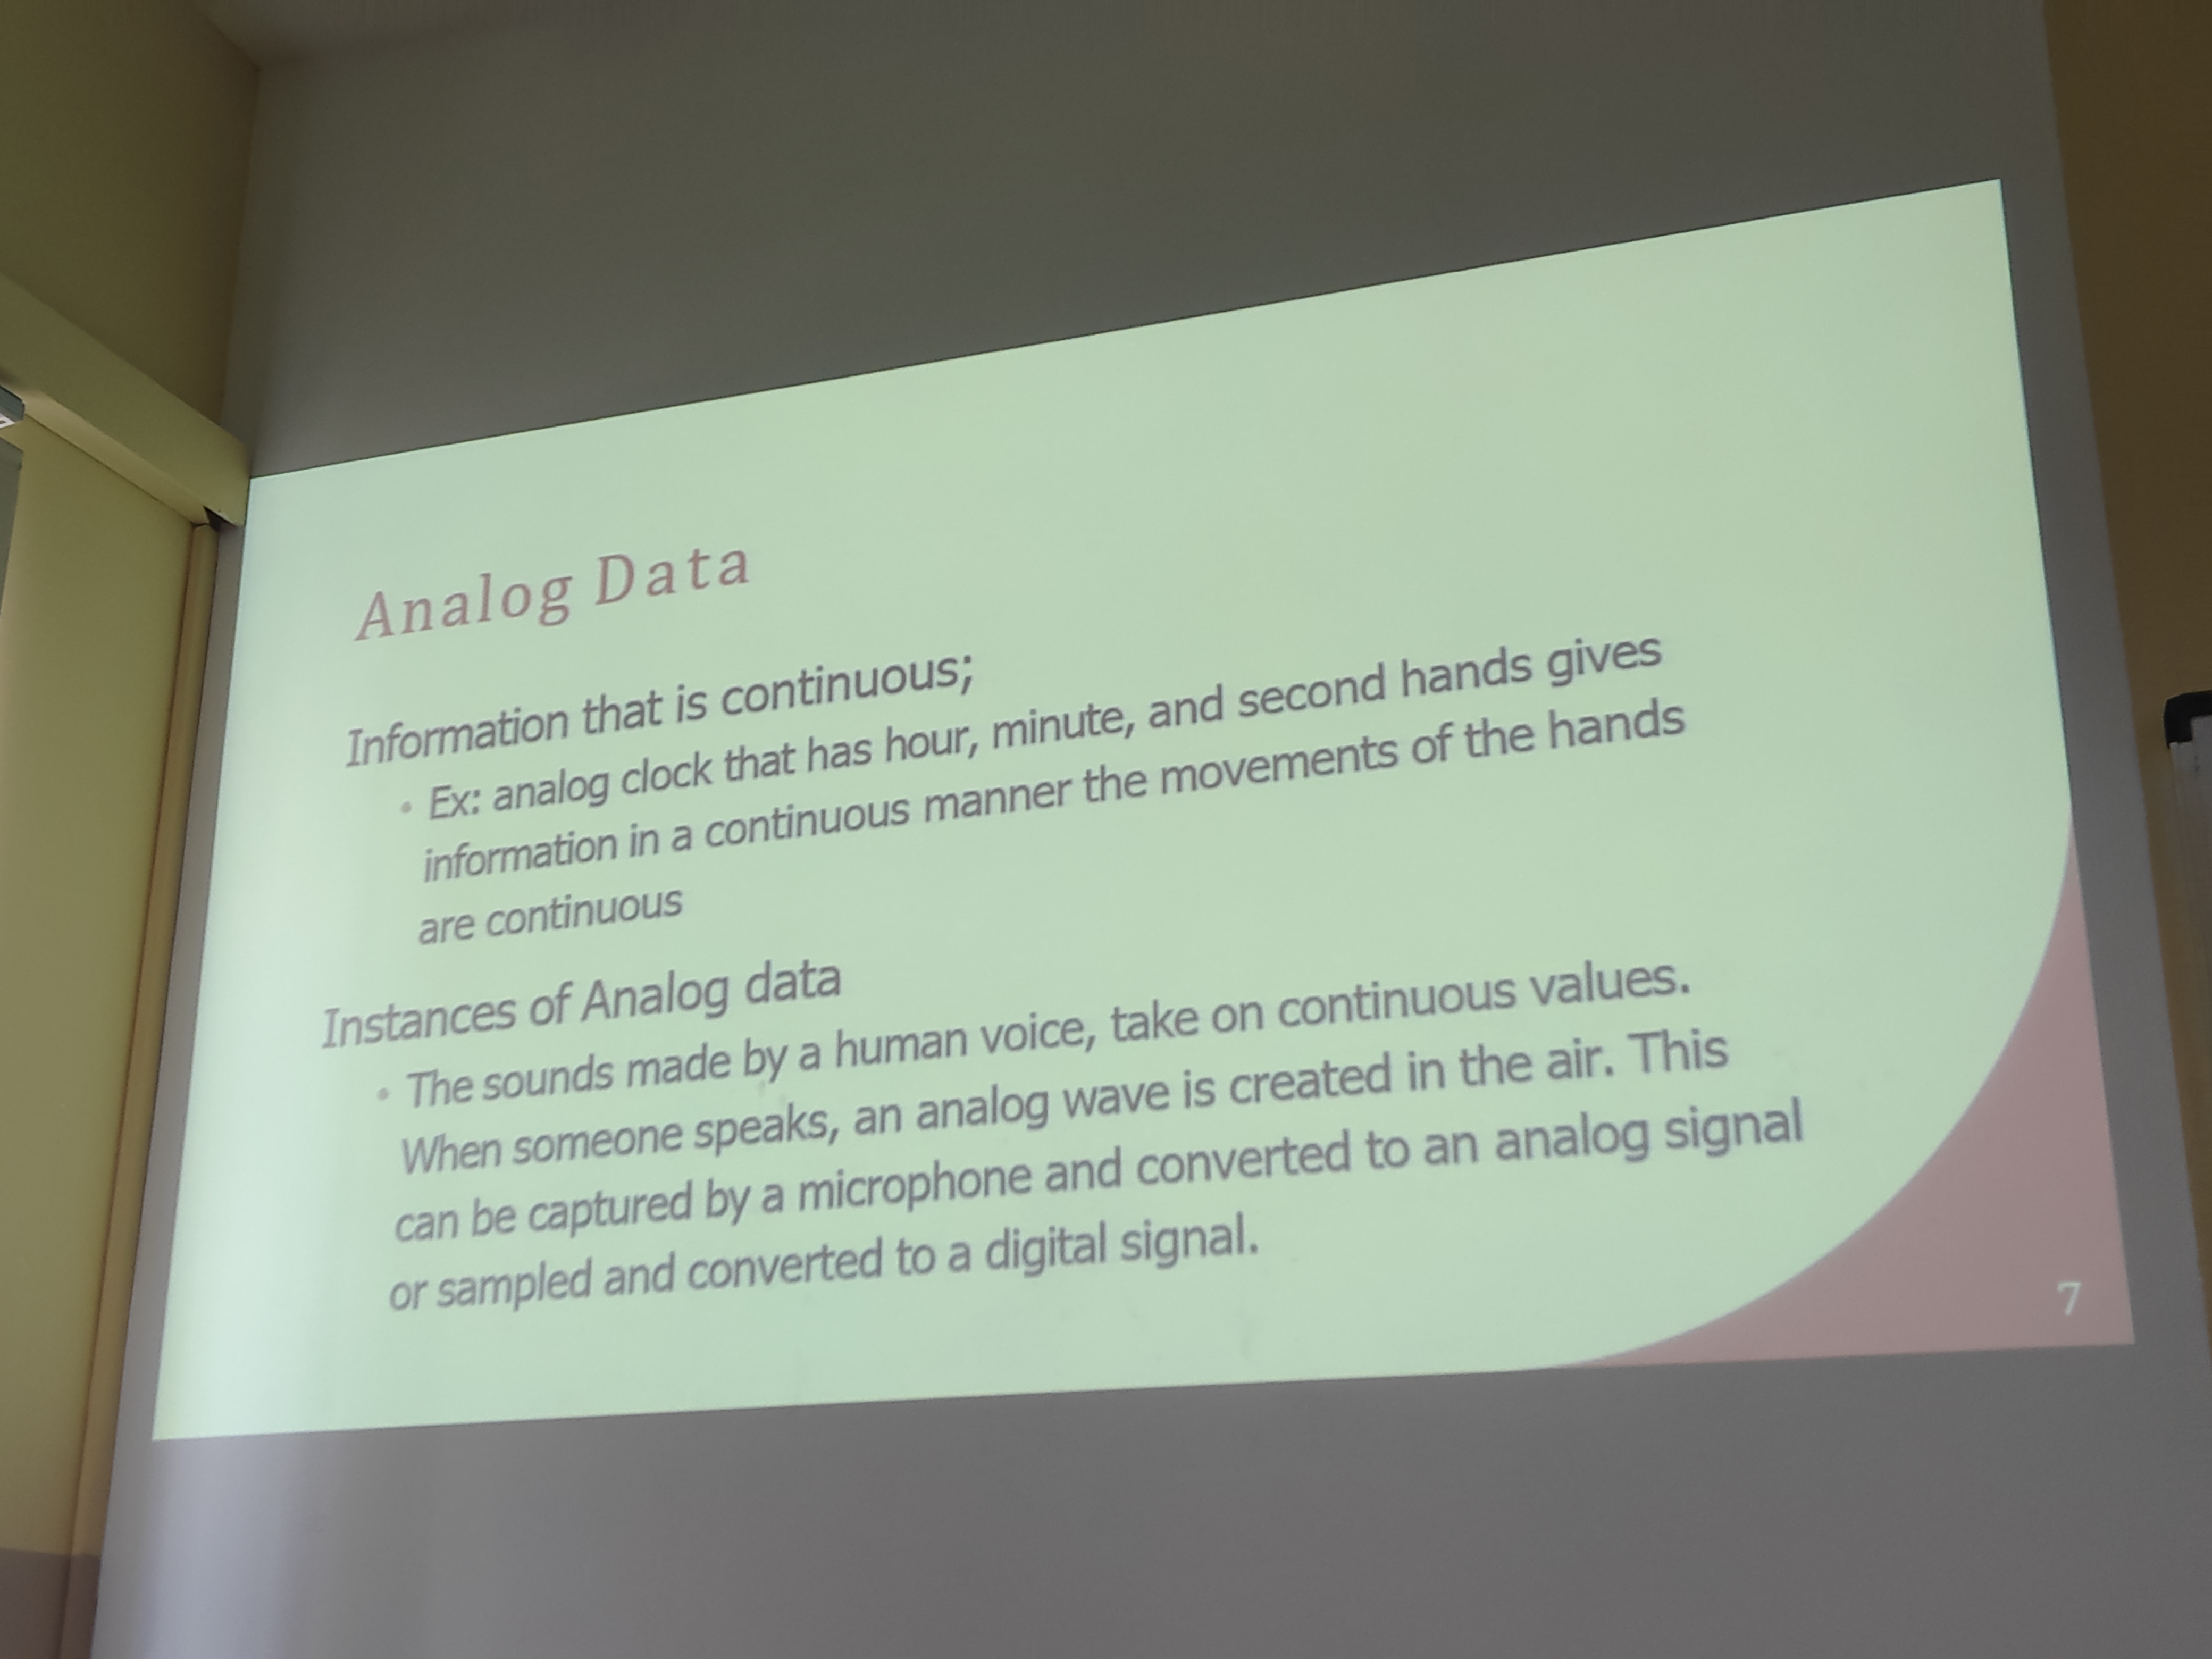 Analog Data
Information that is continuous;
• Ex: analog clock that has hour, minute, and second hands gives
information in a continuous manner the movements of the hands
are continuous
Instances of Analog data
• The sounds made by a human voice, take on continuous values.
When someone speaks, an analog wave is created in the air. This
can be captured by a microphone and converted to an analog signal
or sampled and converted to a digital signal.
7